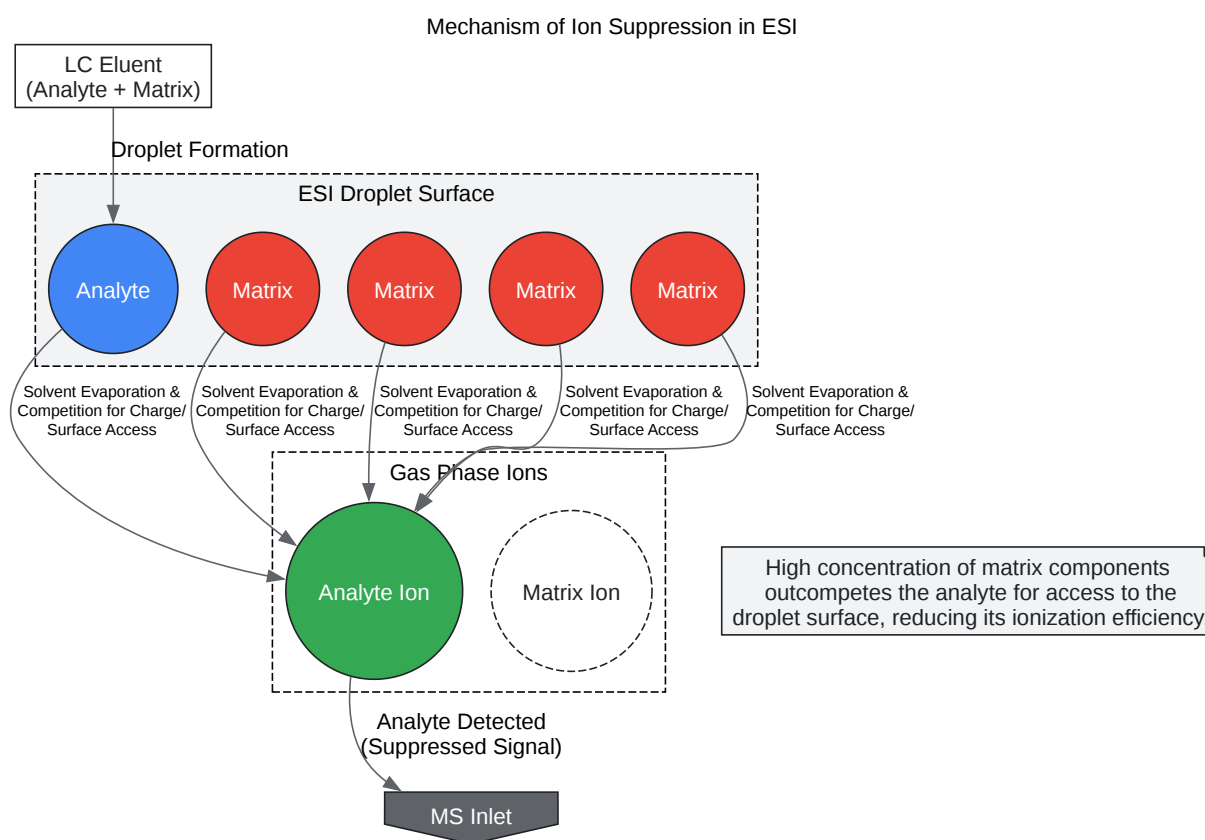 Mechanism of Ion Suppression in ESI
LC Eluent
(Analyte + Matrix)
Droplet Formation
ESI Droplet Surface
Analyte
Matrix
Matrix
Matrix
Matrix
Solvent Evaporation &
Competition for Charge/
Surface Access
Solvent Evaporation &
Competition for Charge/
Surface Access
Solvent Evaporation &
Competition for Charge/
Surface Access
Solvent Evaporation &
Competition for Charge/
Surface Access
Solvent Evaporation &
Competition for Charge/
Surface Access
Gas Phase Ions
Analyte Ion
Matrix Ion
High concentration of matrix components
outcompetes the analyte for access to the
droplet surface, reducing its ionization efficiency.
Analyte Detected
(Suppressed Signal)
MS Inlet